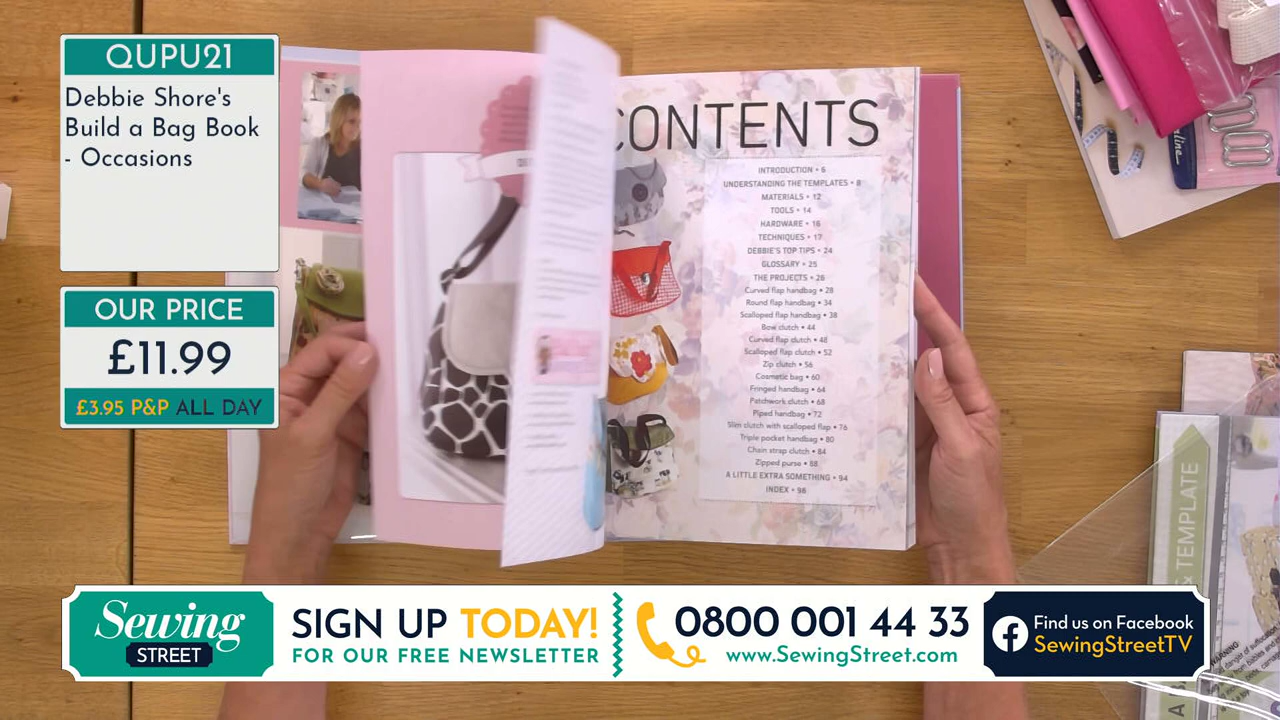 QUPU21
Debbie Shore's
Build a Bag Book
- Occasions
OUR PRICE
£11.99
£3.95 P&P ALL DAY
CONTENTS
INTRODUCTION • 6
UNDERSTANDING THE TEMPLATES • 8
MATERIALS • 12
TOOLS • 14
HARDWARE • 16
TECHNIQUES • 17
DEBBIE'S TOP TIPS • 24
GLOSSARY • 25
THE PROJECTS • 26
Curved flap handbag • 28
Round flap handbag • 34
Scalloped flap handbag • 38
Bow clutch • 44
Curved flap clutch • 48
Scalloped flap clutch • 52
Zip clutch • 56
Cosmetic bag • 60
Fringed handbag • 64
Patchwork clutch • 68
Piped handbag • 72
Slim clutch with scalloped flap • 76
Triple pocket handbag • 80
Chain strap clutch • 84
Zipped purse • 88
A LITTLE EXTRA SOMETHING • 94
INDEX • 96
TEMPLATE
WARNING
Sewing
STREET
SIGN UP TODAY!
FOR OUR FREE NEWSLETTER
0800 001 44 33
www.SewingStreet.com
Find us on Facebook
SewingStreetTV